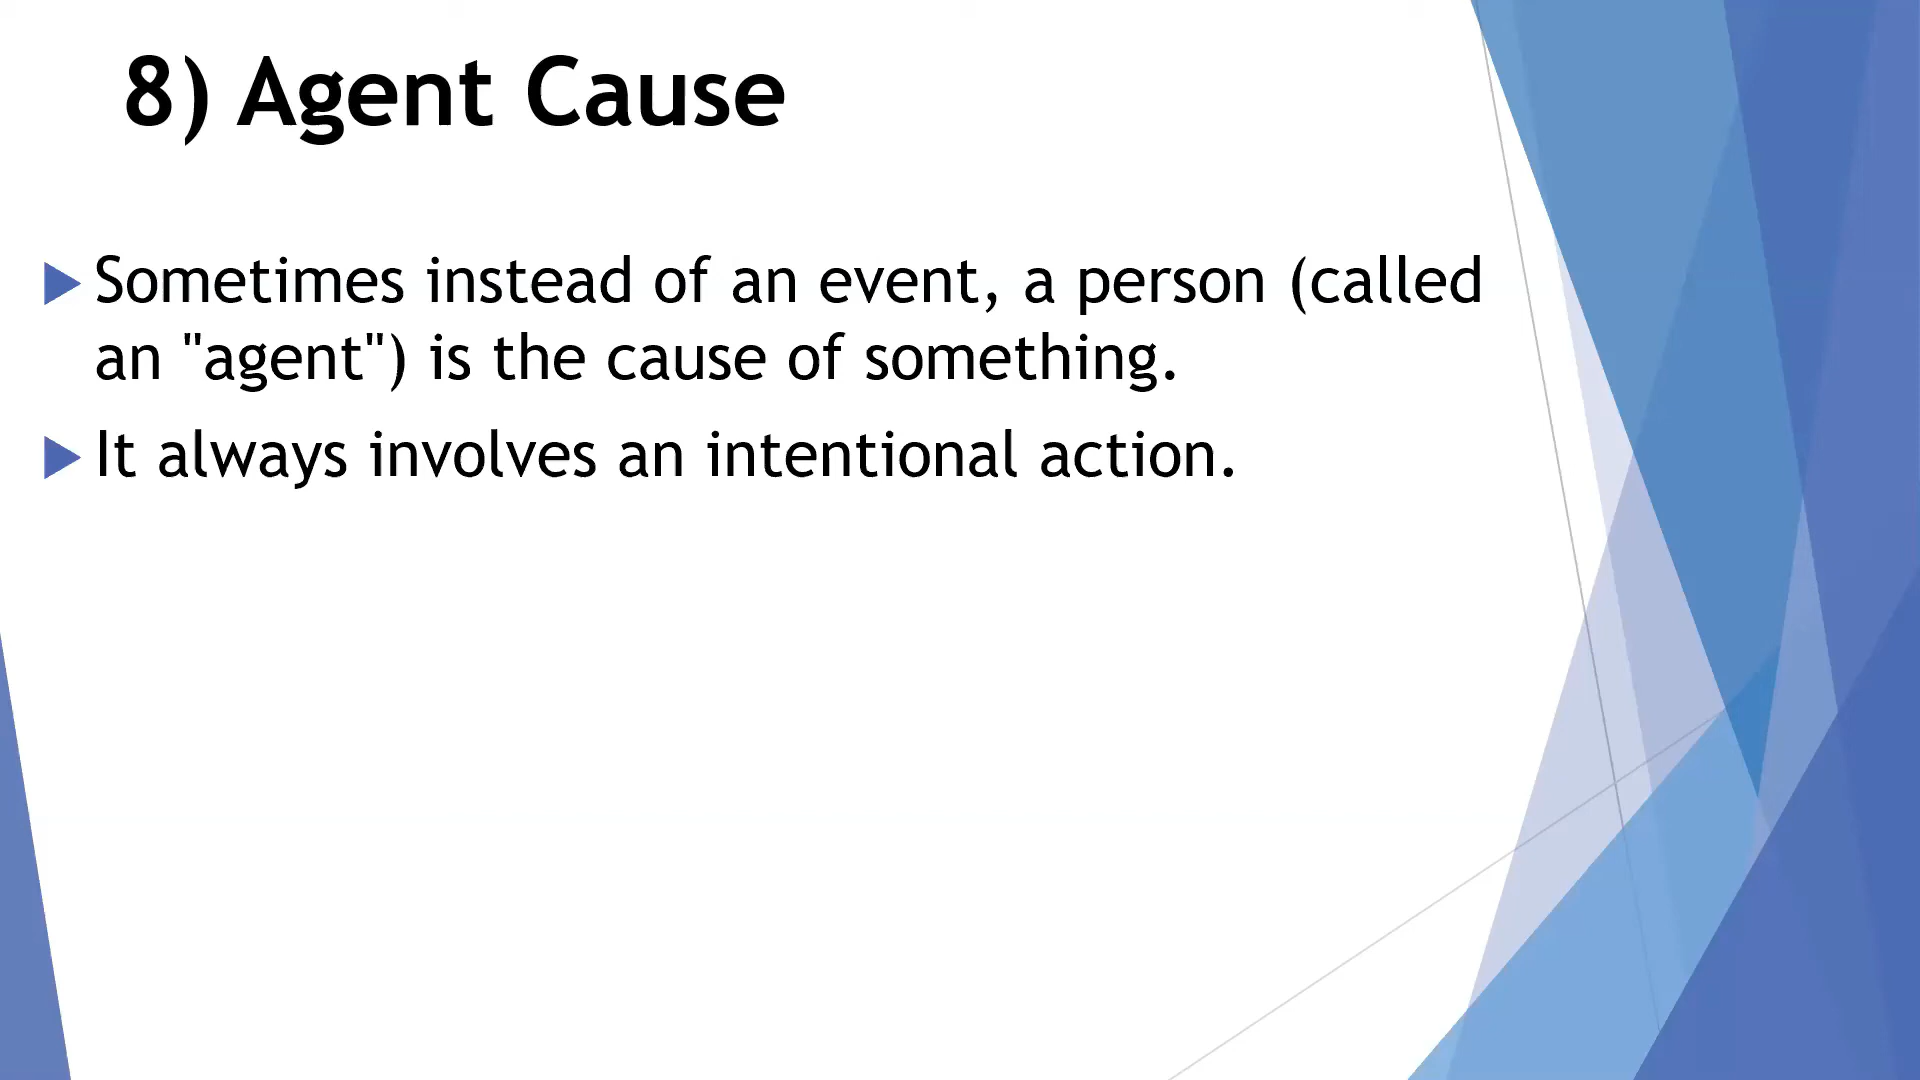 8) Agent Cause
Sometimes instead of an event, a person (called
an "agent") is the cause of something.
It always involves an intentional action.